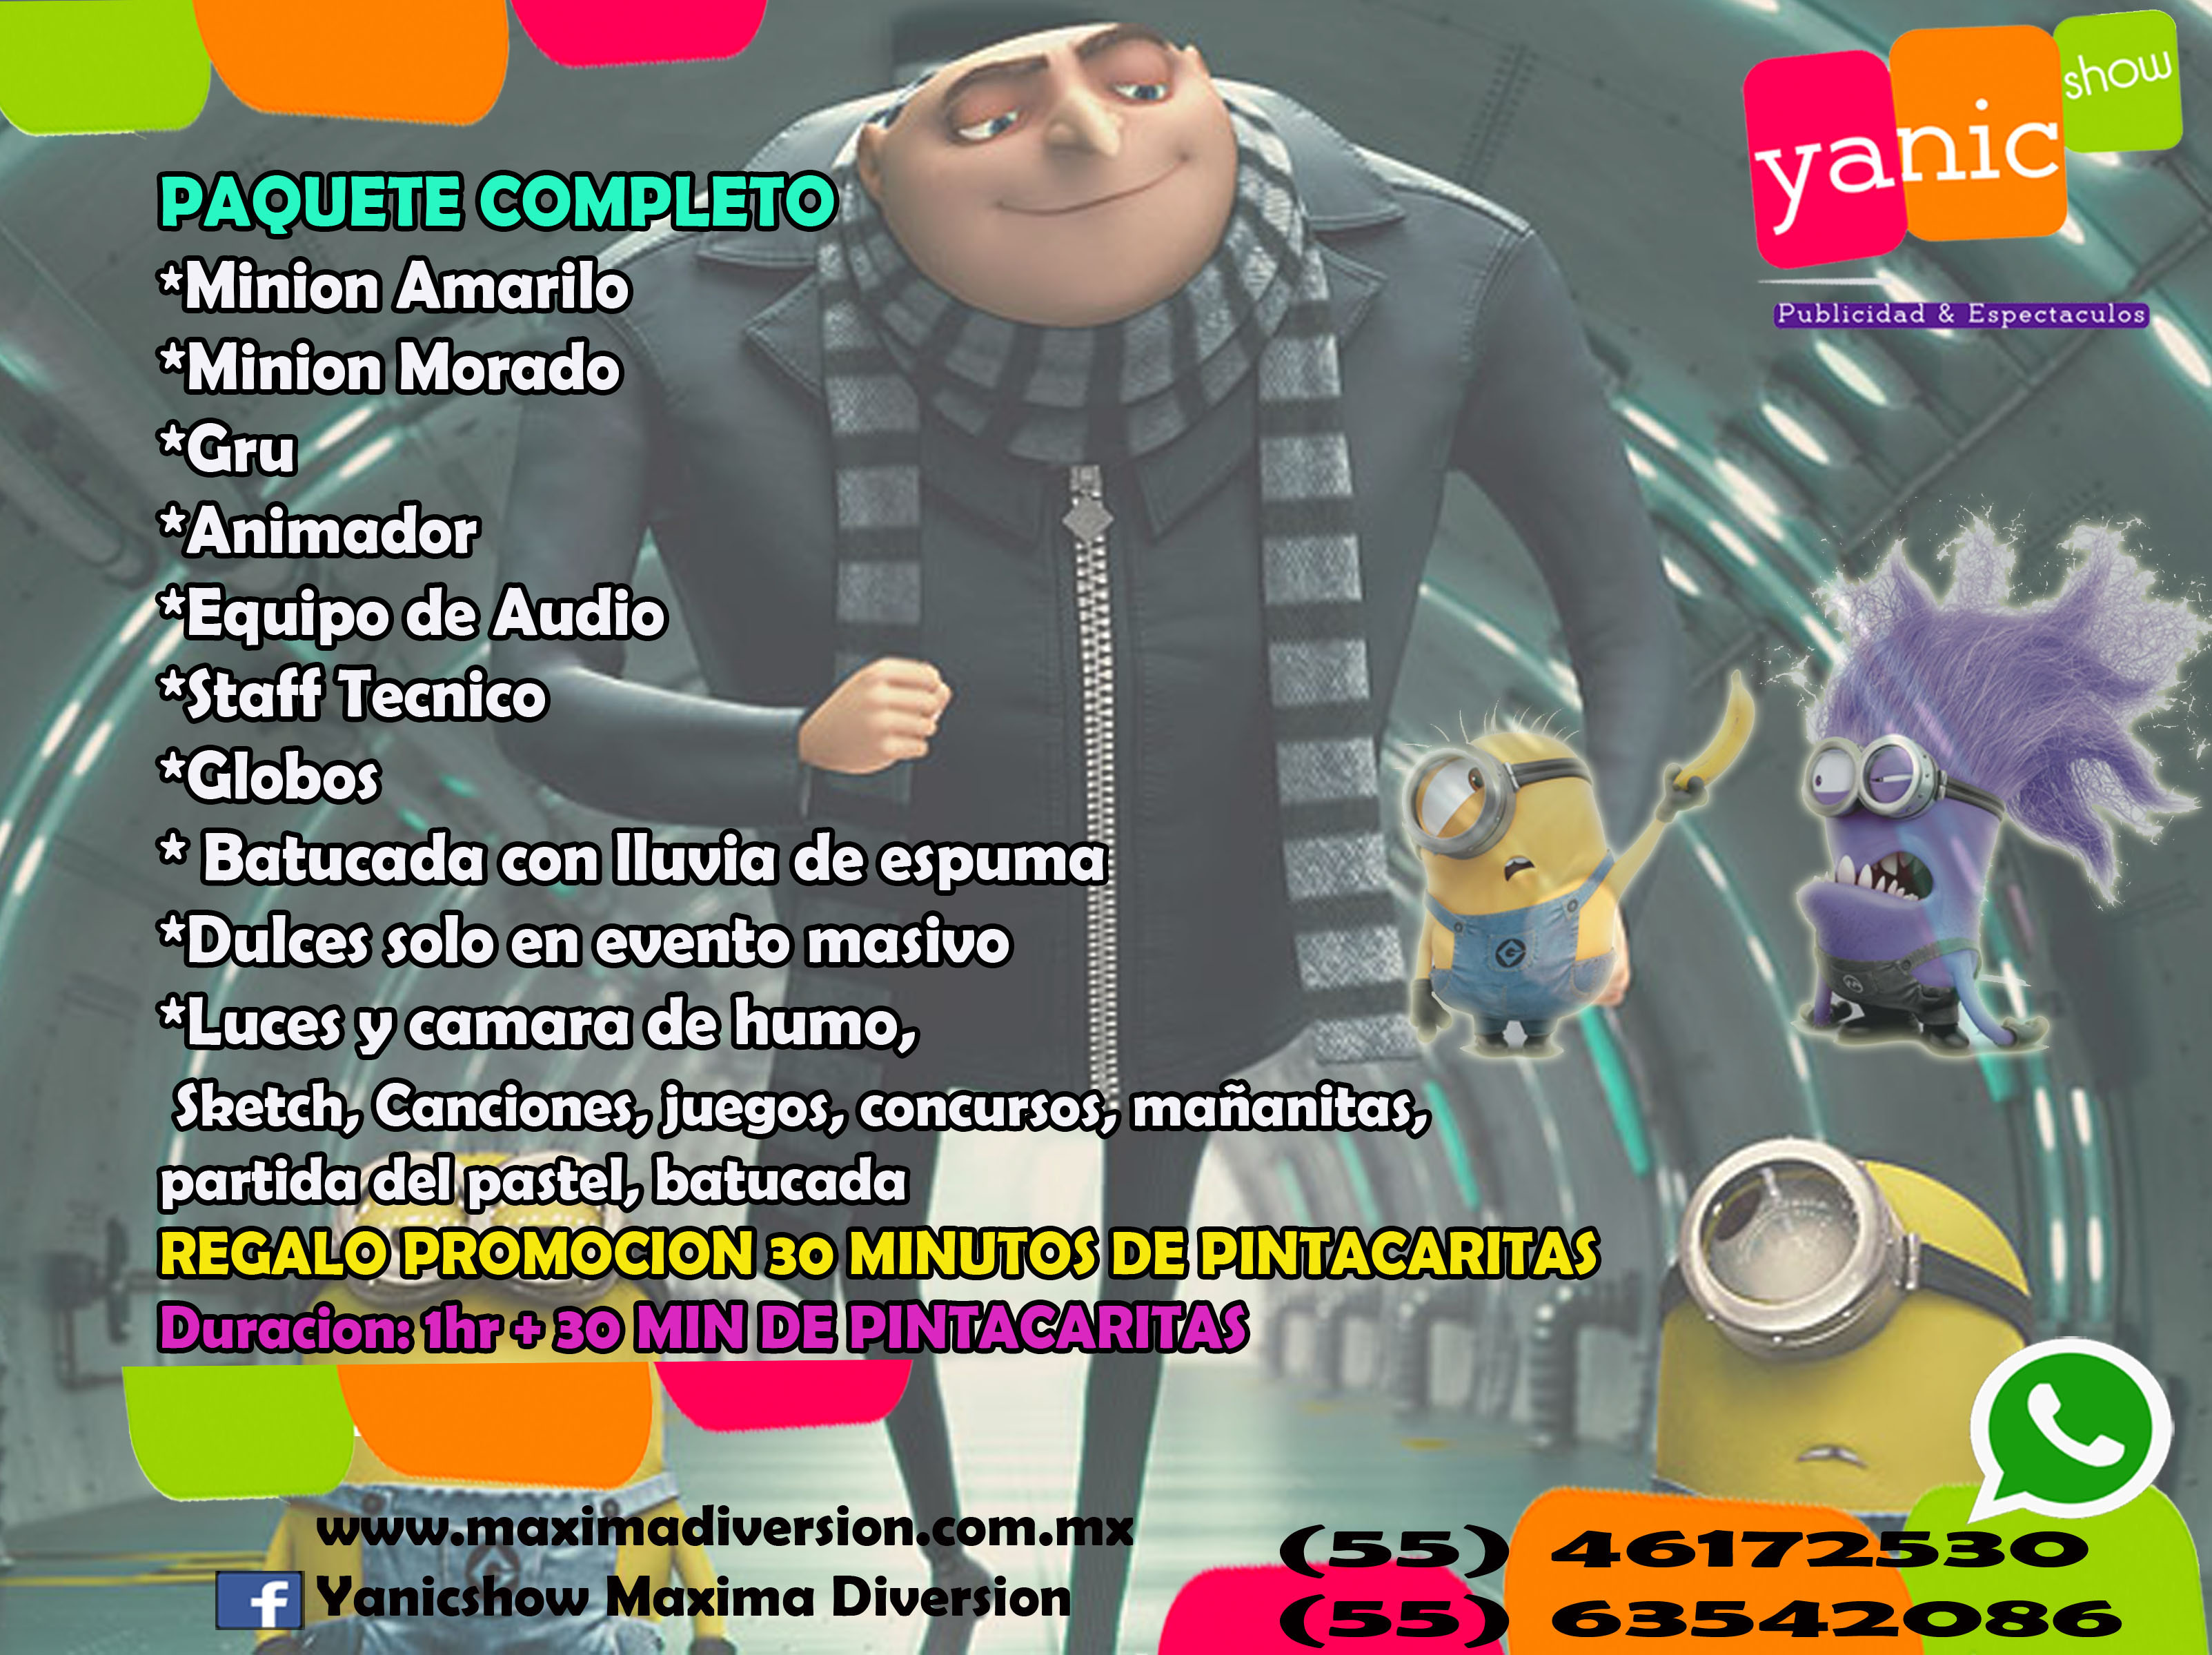 yanic show
Publicidad & Espectaculos
PAQUETE COMPLETO
*Minion Amarilo
*Minion Morado
*Gru
*Animador
*Equipo de Audio
*Staff Tecnico
*Globos
* Batucada con lluvia de espuma
*Dulces solo en evento masivo
*Luces y camara de humo,
Sketch, Canciones, juegos, concursos, mañanitas,
partida del pastel, batucada
REGALO PROMOCION 30 MINUTOS DE PINTACARITAS
Duracion: 1hr + 30 MIN DE PINTACARITAS
www.maximadiversion.com.mx
f Yanicshow Maxima Diversion
(55) 46172530
(55) 63542086